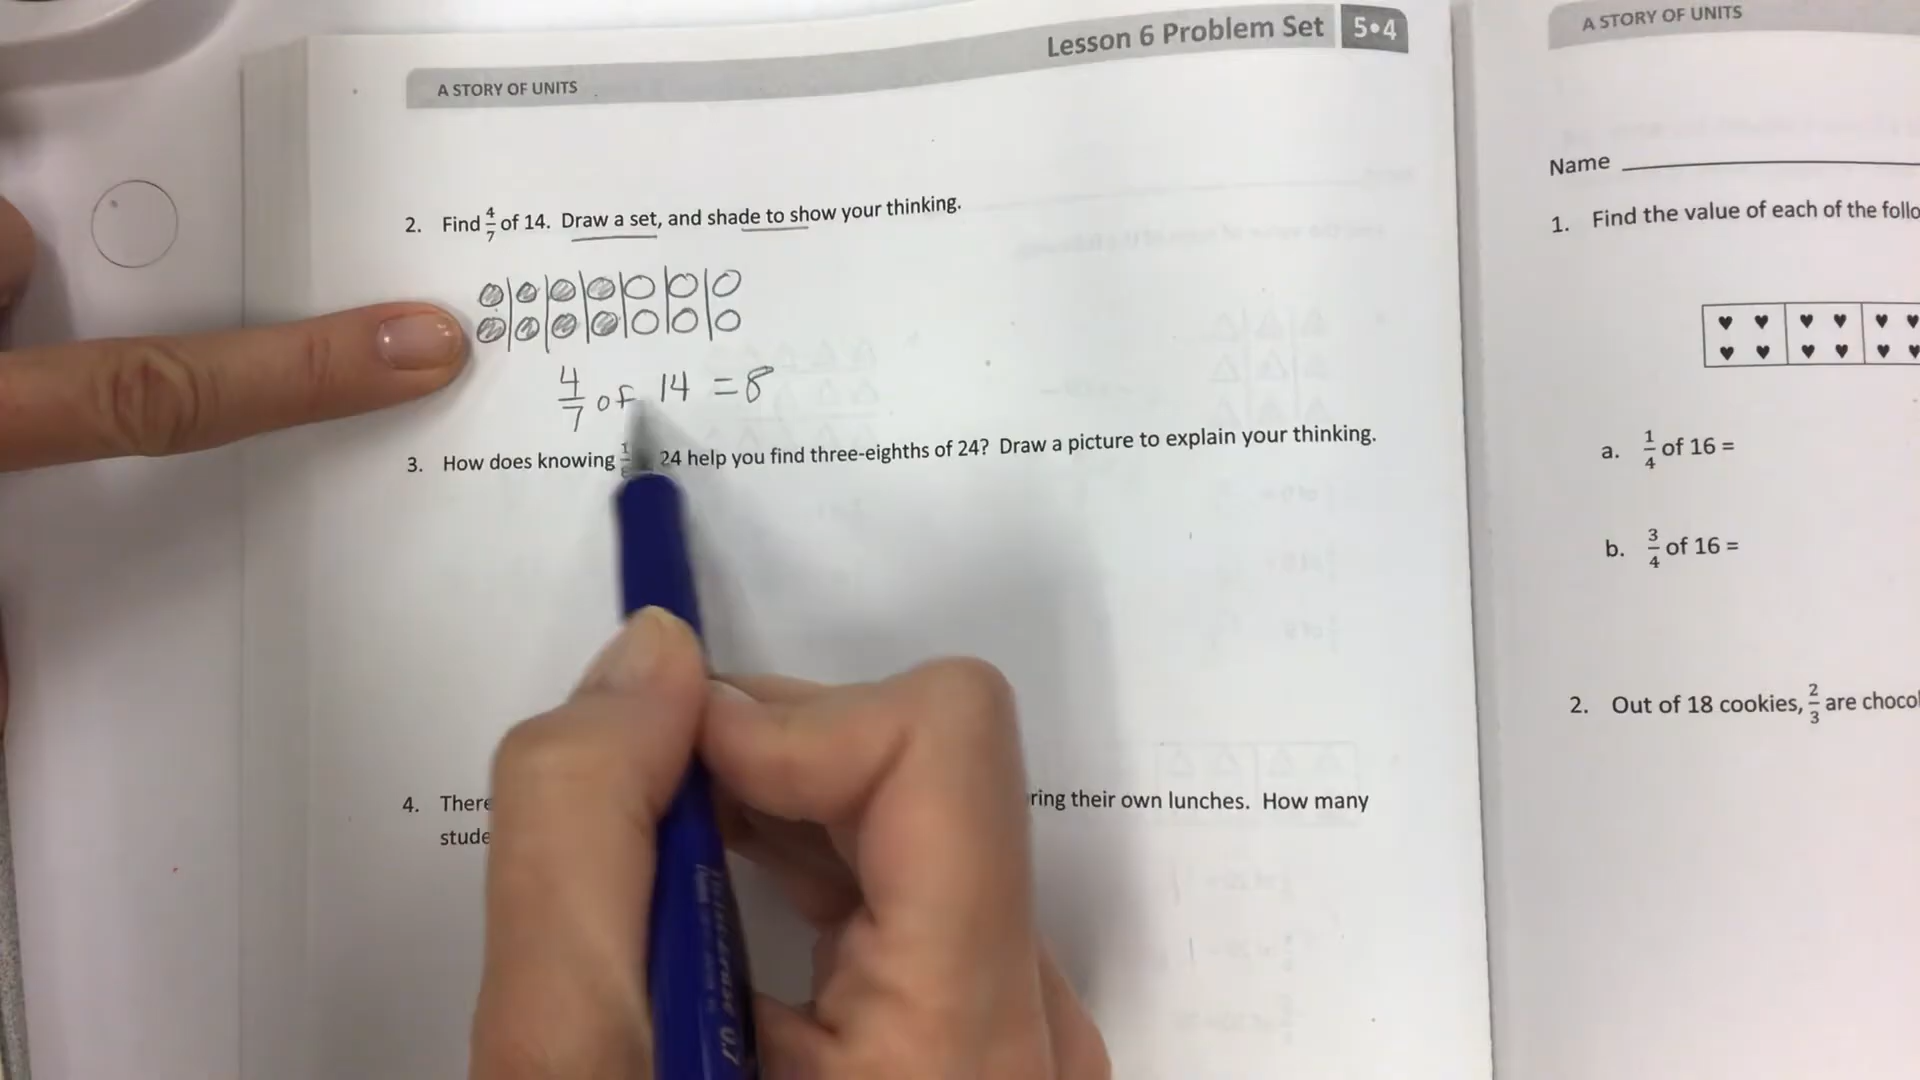 Lesson 6 Problem Set 5•4
A STORY OF UNITS
2. Find 4/7 of 14. Draw a set, and shade to show your thinking.
4/7 of 14 = 8
3. How does knowing 24 help you find three-eighths of 24? Draw a picture to explain your thinking.
4. There ring their own lunches. How many
stude
A STORY OF UNITS
Name
1. Find the value of each of the follo
a. 1/4 of 16 =
b. 3/4 of 16 =
2. Out of 18 cookies, 2/3 are choco